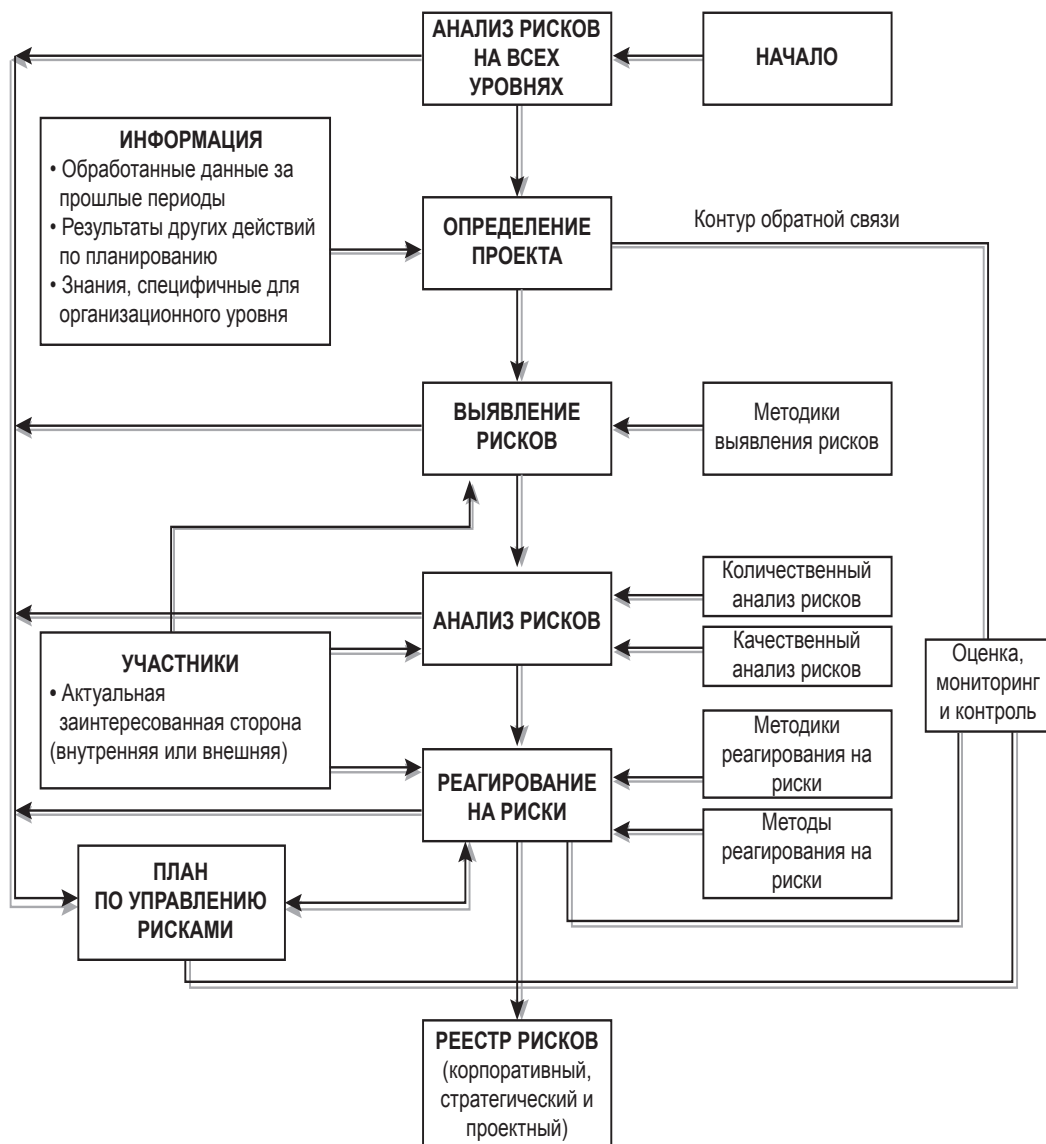 АНАЛИЗ РИСКОВ
НА ВСЕХ
УРОВНЯХ
НАЧАЛО
ИНФОРМАЦИЯ
• Обработанные данные за
прошлые периоды
• Результаты других действий
по планированию
• Знания, специфичные для
организационного уровня
ОПРЕДЕЛЕНИЕ
ПРОЕКТА
Контур обратной связи
ВЫЯВЛЕНИЕ
РИСКОВ
Методики
выявления рисков
АНАЛИЗ РИСКОВ
Количественный
анализ рисков
Качественный
анализ рисков
Оценка,
мониторинг
и контроль
УЧАСТНИКИ
• Актуальная
заинтересованная сторона
(внутренняя или внешняя)
РЕАГИРОВАНИЕ
НА РИСКИ
Методики
реагирования на
риски
Методы
реагирования на
риски
ПЛАН
ПО УПРАВЛЕНИЮ
РИСКАМИ
РЕЕСТР РИСКОВ
(корпоративный,
стратегический и
проектный)